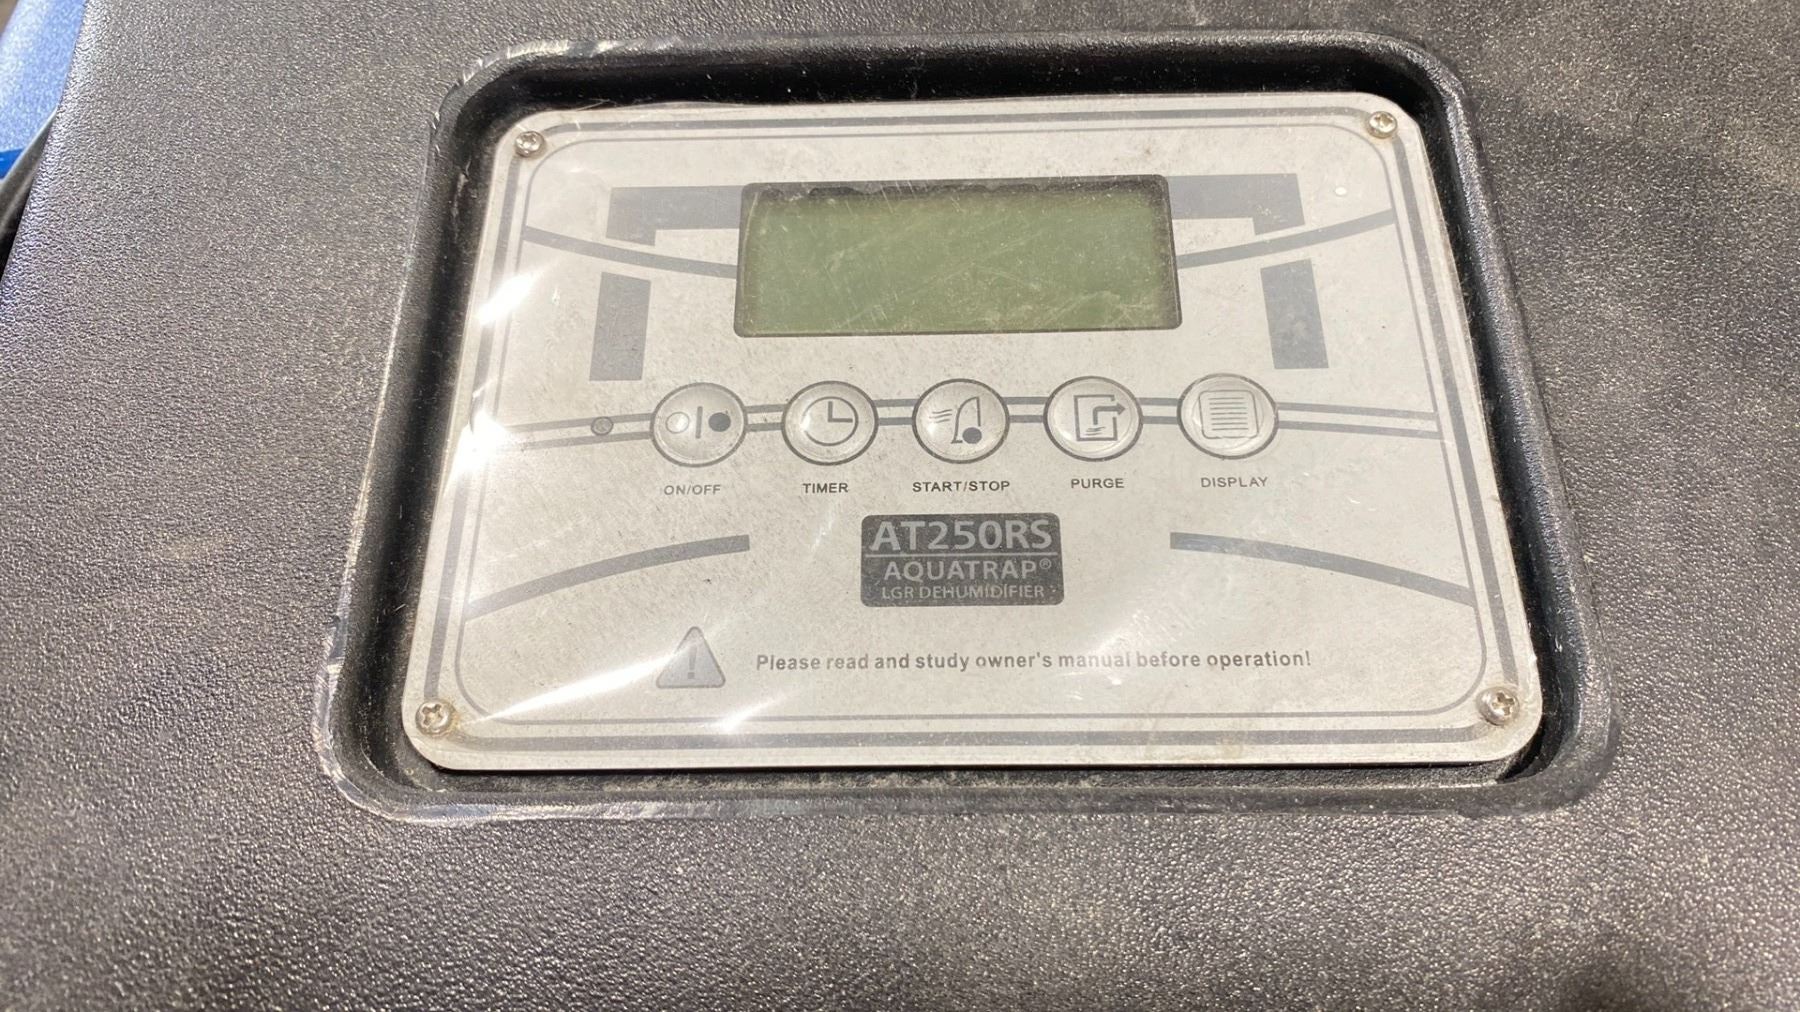 ON/OFF TIMER START/STOP PURGE DISPLAY
AT250RS
AQUATRAP®
LGR DEHUMIDIFIER
Please read and study owner's manual before operation!